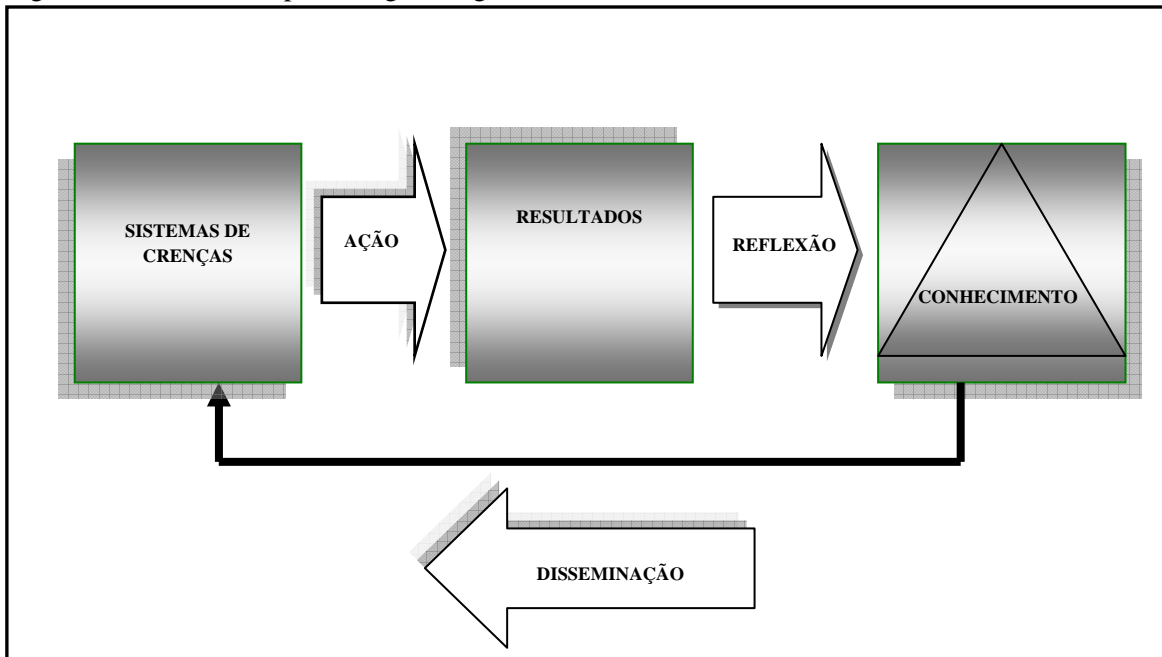 SISTEMAS DE
CRENÇAS
AÇÃO
RESULTADOS
REFLEXÃO
CONHECIMENTO
DISSEMINAÇÃO